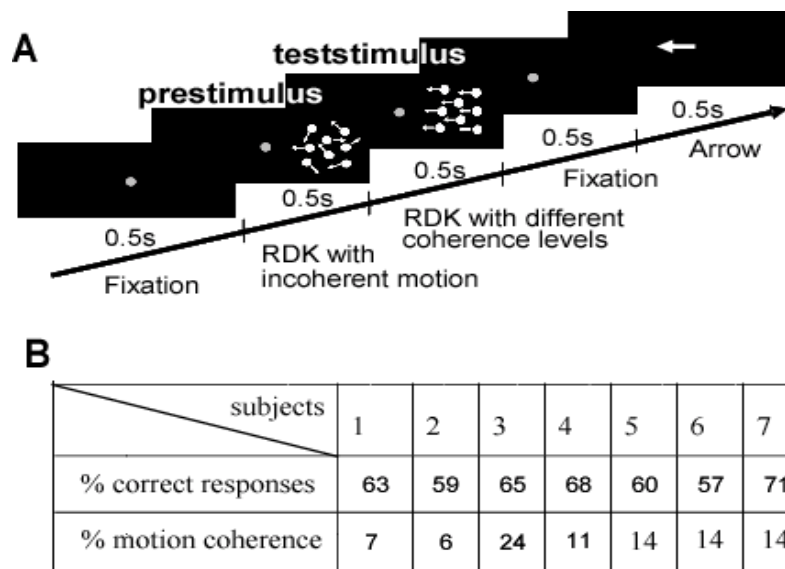 A
teststimulus
prestimulus
0.5s
Arrow
0.5s
Fixation
0.5s
RDK with different
coherence levels
0.5s
RDK with
incoherent motion
0.5s
Fixation
B
subjects 1 2 3 4 5 6 7
% correct responses 63 59 65 68 60 57 71
% motion coherence 7 6 24 11 14 14 14